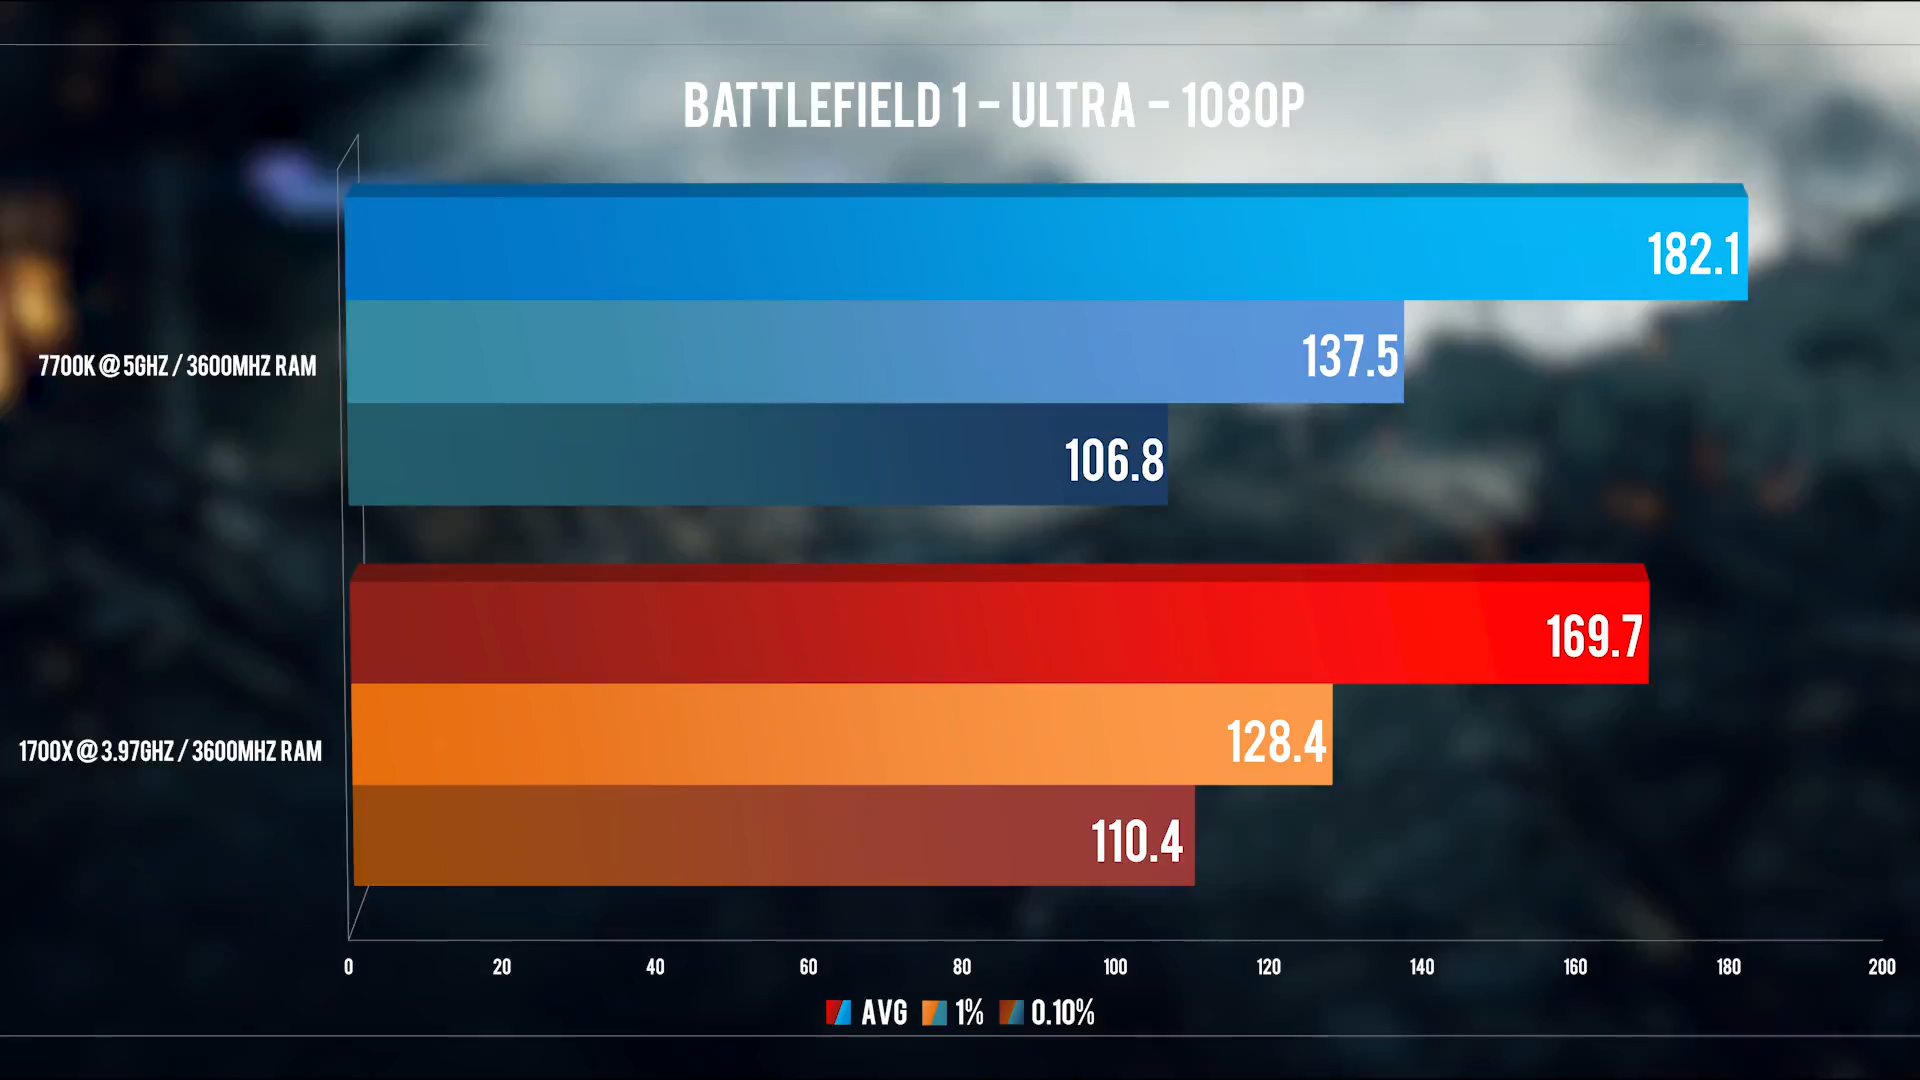 BATTLEFIELD 1 – ULTRA – 1080P
182.1
137.5
7700K @ 5GHZ / 3600MHZ RAM
106.8
169.7
128.4
1700X @ 3.97GHZ / 3600MHZ RAM
110.4
0 20 40 60 80 100 120 140 160 180 200
AVG 1% 0.10%